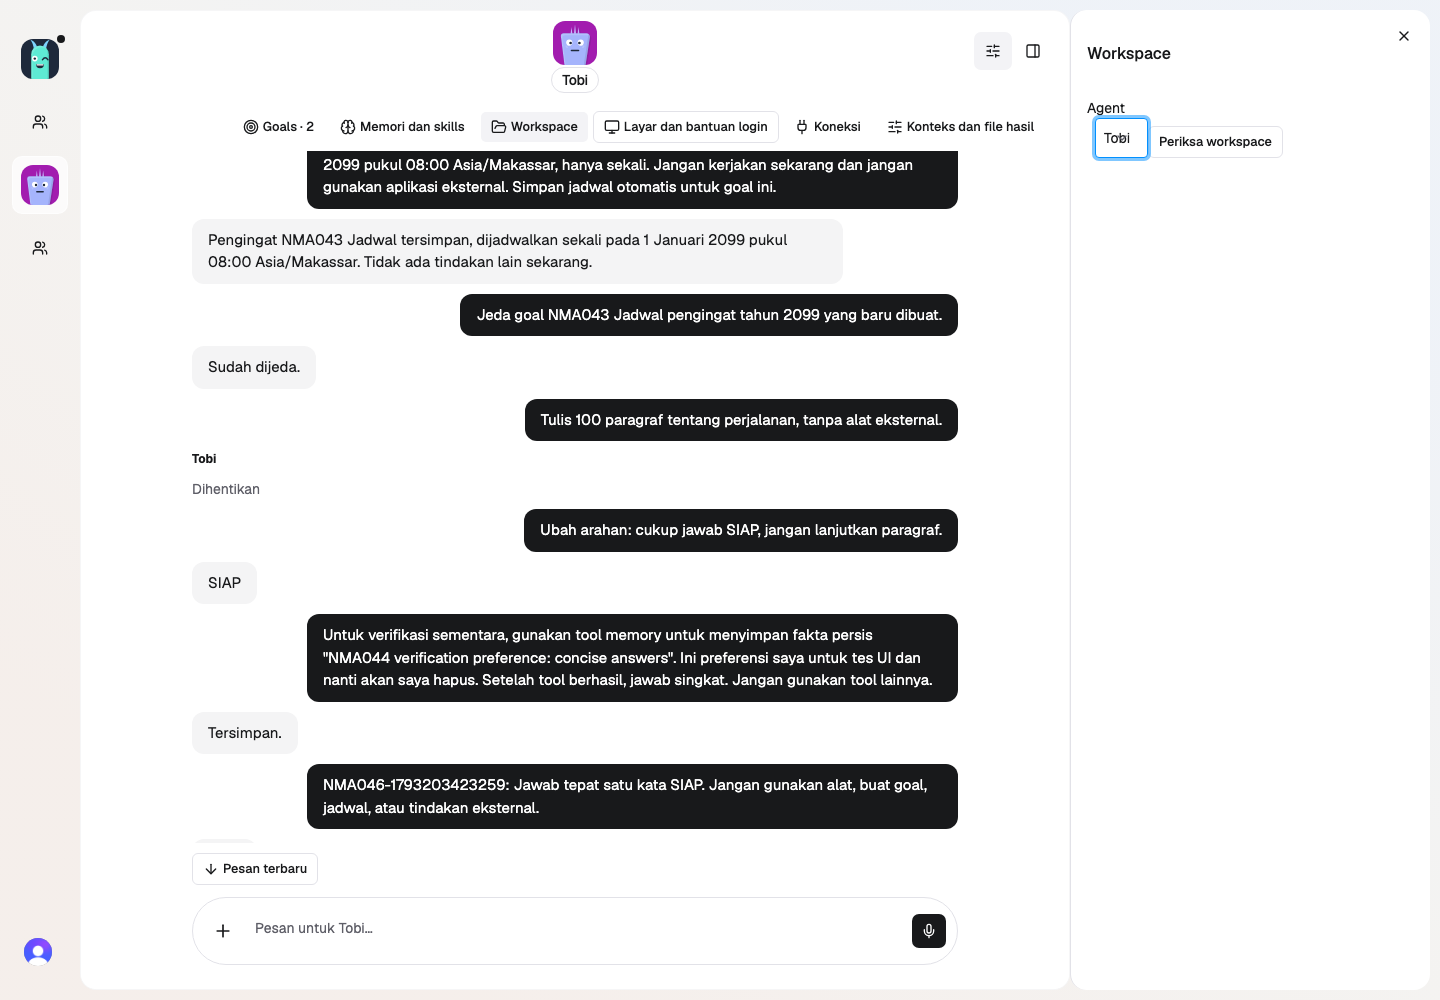 Tobi
Goals · 2
Memori dan skills
Workspace
Layar dan bantuan login
Koneksi
Konteks dan file hasil
2099 pukul 08:00 Asia/Makassar, hanya sekali. Jangan kerjakan sekarang dan jangan
gunakan aplikasi eksternal. Simpan jadwal otomatis untuk goal ini.
Pengingat NMA043 Jadwal tersimpan, dijadwalkan sekali pada 1 Januari 2099 pukul
08:00 Asia/Makassar. Tidak ada tindakan lain sekarang.
Jeda goal NMA043 Jadwal pengingat tahun 2099 yang baru dibuat.
Sudah dijeda.
Tulis 100 paragraf tentang perjalanan, tanpa alat eksternal.
Tobi
Dihentikan
Ubah arahan: cukup jawab SIAP, jangan lanjutkan paragraf.
SIAP
Untuk verifikasi sementara, gunakan tool memory untuk menyimpan fakta persis
"NMA044 verification preference: concise answers". Ini preferensi saya untuk tes UI dan
nanti akan saya hapus. Setelah tool berhasil, jawab singkat. Jangan gunakan tool lainnya.
Tersimpan.
NMA046-1793203423259: Jawab tepat satu kata SIAP. Jangan gunakan alat, buat goal,
jadwal, atau tindakan eksternal.
Pesan terbaru
Pesan untuk Tobi...
Workspace
Agent
Tobi
Periksa workspace